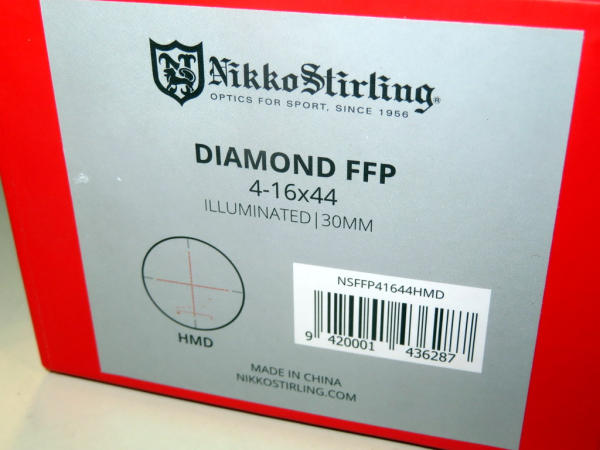 NikkoStirling®
OPTICS FOR SPORT, SINCE 1956
DIAMOND FFP
4-16x44
ILLUMINATED|30MM
HMD
NSFFP41644HMD
9 420001 436287
MADE IN CHINA
NIKKOSTIRLING.COM